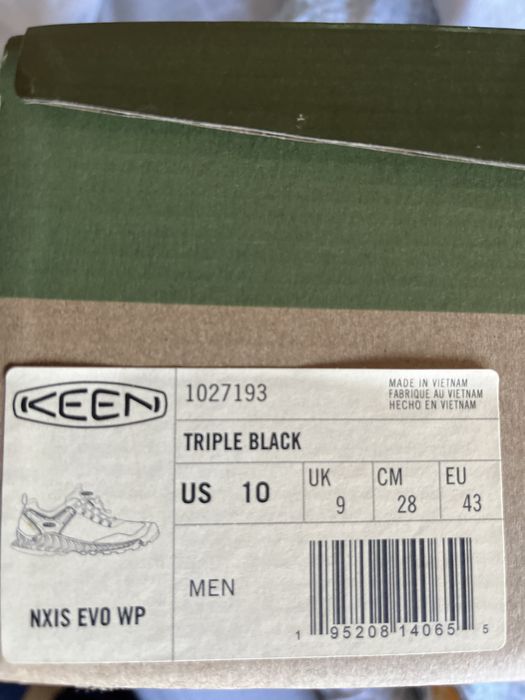 KEEN
1027193
MADE IN VIETNAM
FABRIQUE AU VIETNAM
HECHO EN VIETNAM
TRIPLE BLACK
US 10
UK 9
CM 28
EU 43
MEN
NXIS EVO WP
1 95208 14065 5